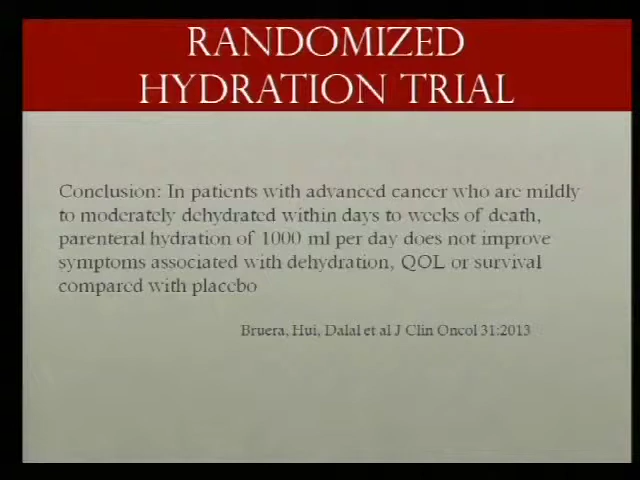 RANDOMIZED
HYDRATION TRIAL
Conclusion: In patients with advanced cancer who are mildly
to moderately dehydrated within days to weeks of death,
parenteral hydration of 1000 ml per day does not improve
symptoms associated with dehydration, QOL or survival
compared with placebo
Bruera, Hui, Dalal et al J Clin Oncol 31:2013